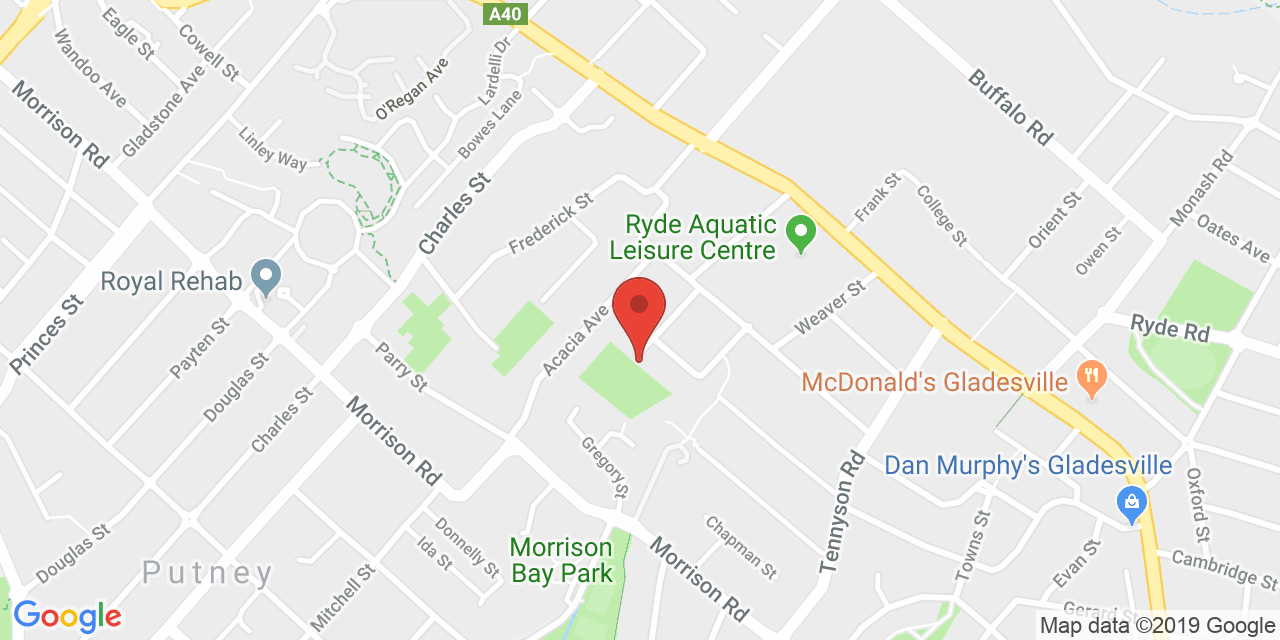 A40
Eagle St
Cowell St
Wandoo Ave
Gladstone Ave
Lardelli Dr
O'Regan Ave
Bowes Lane
Linley Way
Morrison Rd
Buffalo Rd
Monash Rd
Charles St
Frederick St
Frank St
College St
Orient St
Owen St
Oates Ave
Ryde Aquatic
Leisure Centre
Royal Rehab
Princes St
Payten St
Douglas St
Parry St
Charles St
Acacia Ave
Weaver St
Ryde Rd
McDonald's Gladesville
Morrison Rd
Gregory St
Tennyson Rd
Dan Murphy's Gladesville
Oxford St
Douglas St
Donnelly St
Ida St
Mitchell St
Putney
Morrison
Bay Park
Morrison Rd
Chapman St
Towns St
Evan St
Cambridge St
Gerard St
Google
Map data ©2019 Google